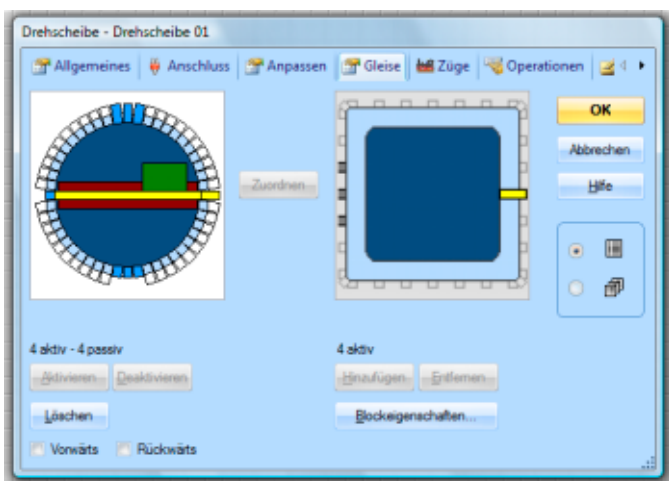 Drehscheibe - Drehscheibe 01
Allgemeines Anschluss Anpassen Gleise Züge Operationen
OK
Abbrechen
Hilfe
Zuordnen
4 aktiv - 4 passiv
4 aktiv
Aktivieren Deaktivieren
Hinzufügen Entfernen
Löschen
Blockeigenschaften...
Vorwärts Rückwärts